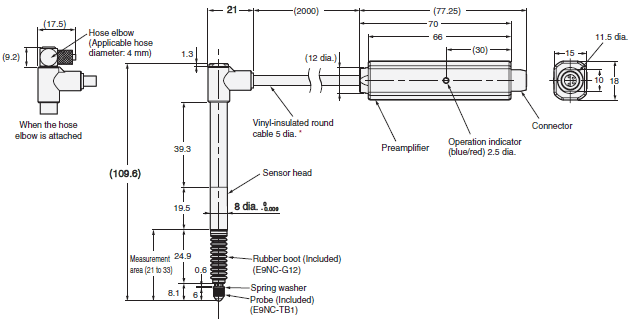 (17.5)
Hose elbow
(Applicable hose
diameter: 4 mm)
(9.2)
When the hose
elbow is attached
21
(2000)
(77.25)
70
66
(30)
1.3
(12 dia.)
11.5 dia.
15
10
18
Vinyl-insulated round
cable 5 dia. *
Preamplifier
Operation indicator
(blue/red) 2.5 dia.
Connector
39.3
(109.6)
Sensor head
19.5
8 dia. 0 -0.009
Measurement
area (21 to 33)
24.9
0.6
8.1
6
Rubber boot (Included)
(E9NC-G12)
Spring washer
Probe (Included)
(E9NC-TB1)